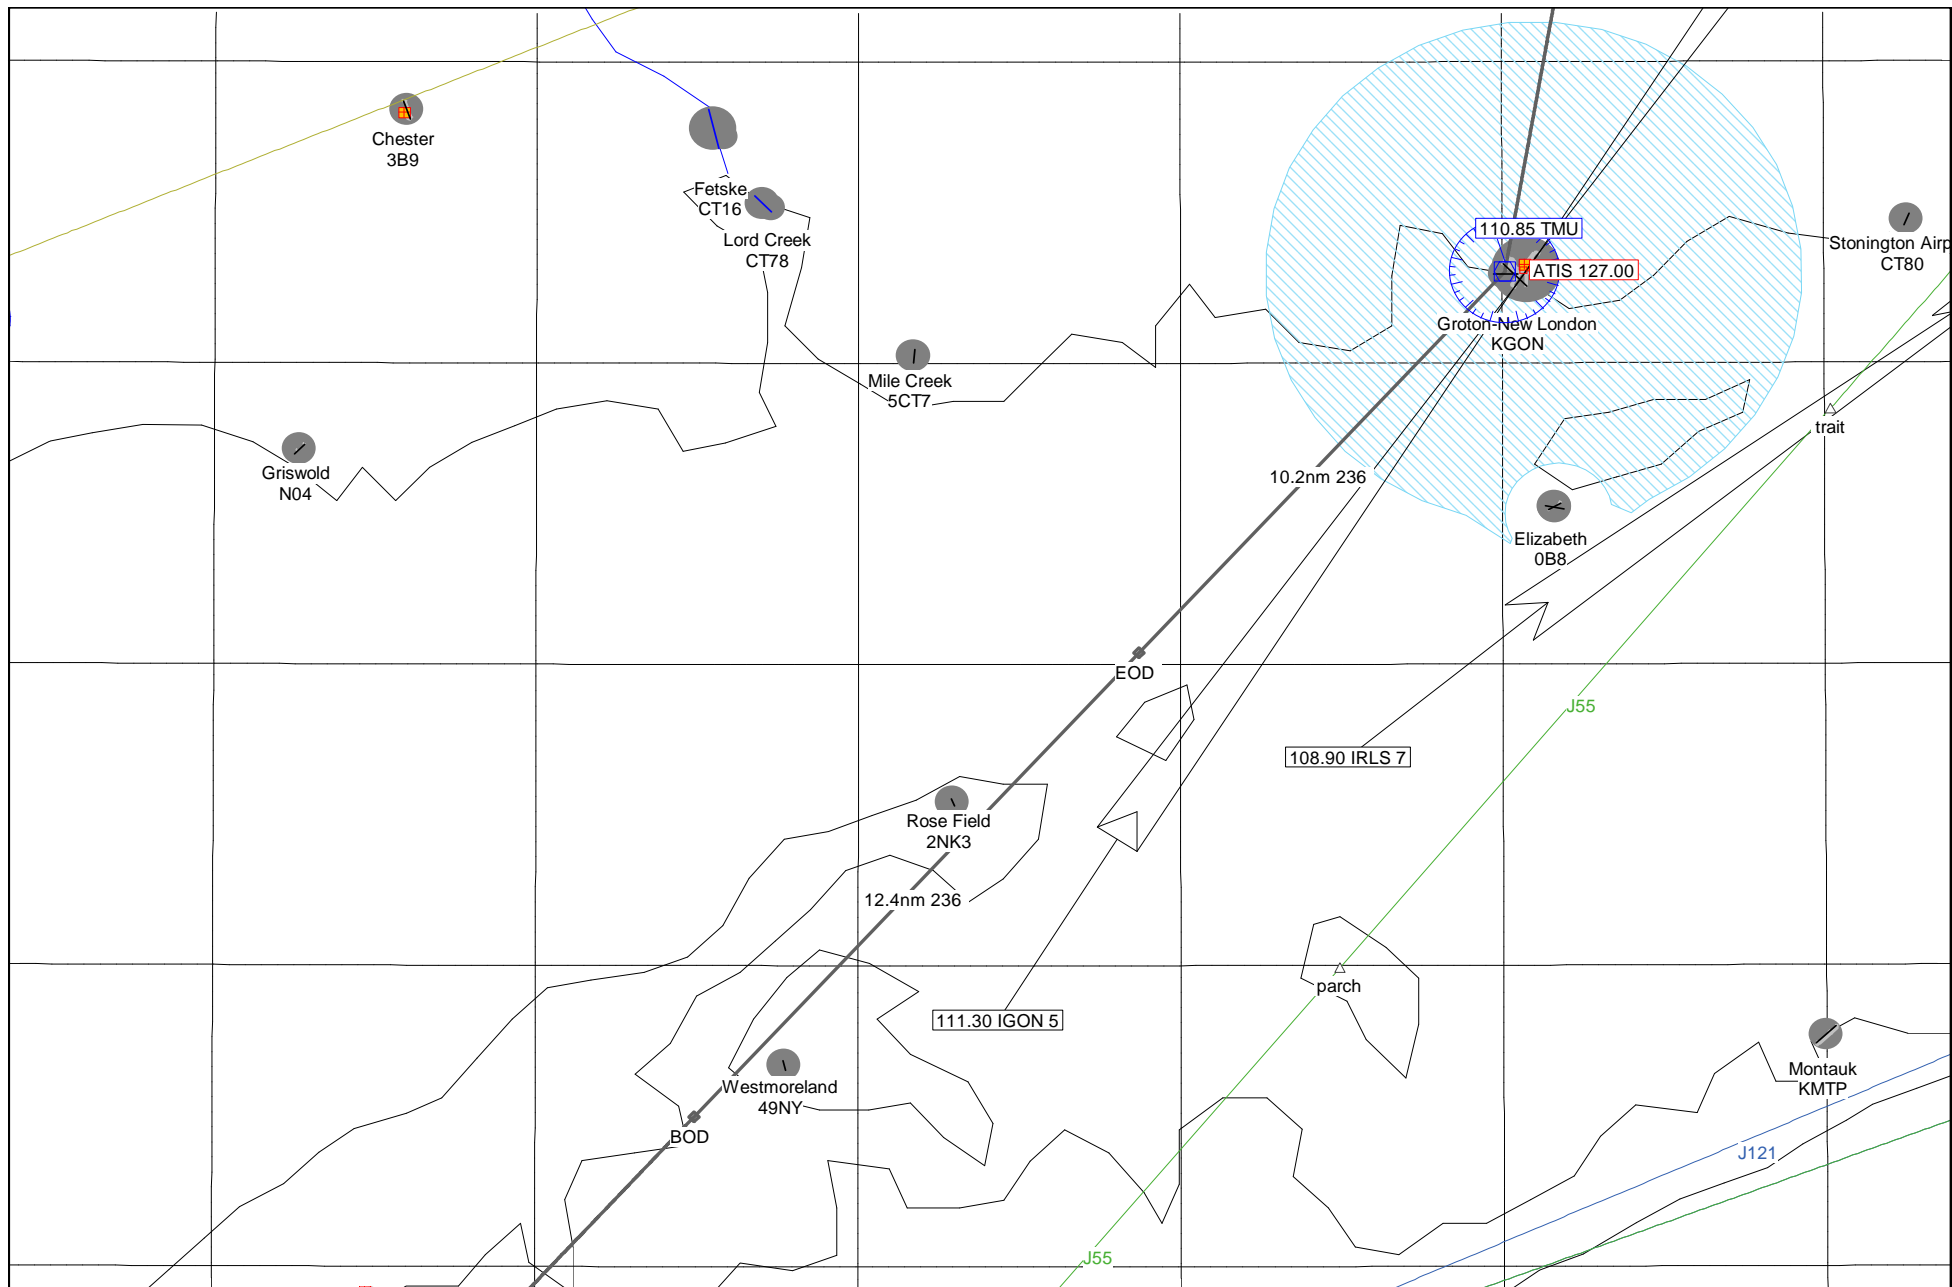 Chester
3B9
Fetske
CT16
Lord Creek
CT78
110.85 TMU
ATIS 127.00
Stonington Airp
CT80
Groton-New London
KGON
Mile Creek
5CT7
trait
Griswold
N04
10.2nm 236
Elizabeth
0B8
EOD
J55
108.90 IRLS 7
Rose Field
2NK3
12.4nm 236
parch
111.30 IGON 5
Montauk
KMTP
Westmoreland
49NY
BOD
J121
J55